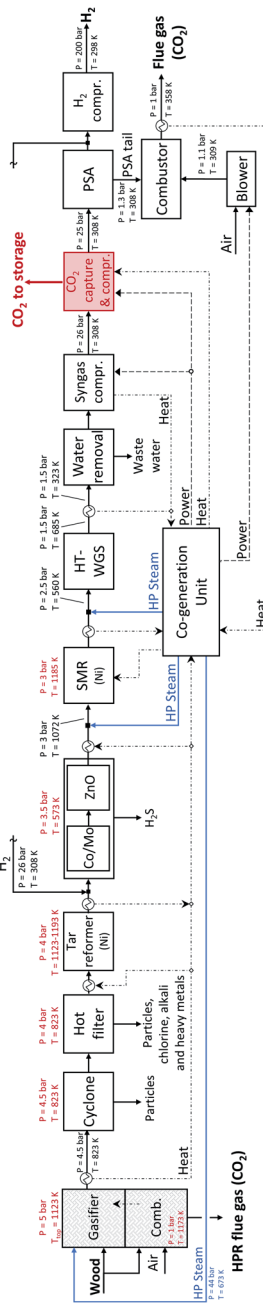 P = 5 bar
T_top = 1123 K
Gasifier
Comb.
P = 1 bar
T = 1173 K
Wood
Air
HP Steam
P = 44 bar
T = 673 K
HPR flue gas (CO₂)
P = 4.5 bar
T = 823 K
P = 4.5 bar
T = 823 K
Cyclone
Particles
Heat
P = 4 bar
T = 823 K
Hot
filter
Particles,
chlorine, alkali
and heavy metals
P = 4 bar
T = 1123-1193 K
Tar
reformer
(Ni)
H₂
P = 26 bar
T = 308 K
P = 3.5 bar
T = 573 K
Co/Mo
ZnO
H₂S
P = 3 bar
T = 1072 K
HP Steam
P = 3 bar
T = 1185 K
SMR
(Ni)
P = 2.5 bar
T = 560 K
HP Steam
HT-
WGS
P = 1.5 bar
T = 685 K
P = 1.5 bar
T = 323 K
Water
removal
Waste
water
Syngas
compr.
Heat
P = 26 bar
T = 308 K
CO₂ to storage
CO₂
capture
& compr.
P = 25 bar
T = 308 K
Co-generation
Unit
Power
Heat
Power
Heat
PSA
PSA tail
P = 1.3 bar
T = 308 K
H₂
compr.
P = 200 bar
T = 298 K
H₂
Combustor
P = 1 bar
T = 358 K
Flue gas
(CO₂)
P = 1.1 bar
T = 309 K
Blower
Air